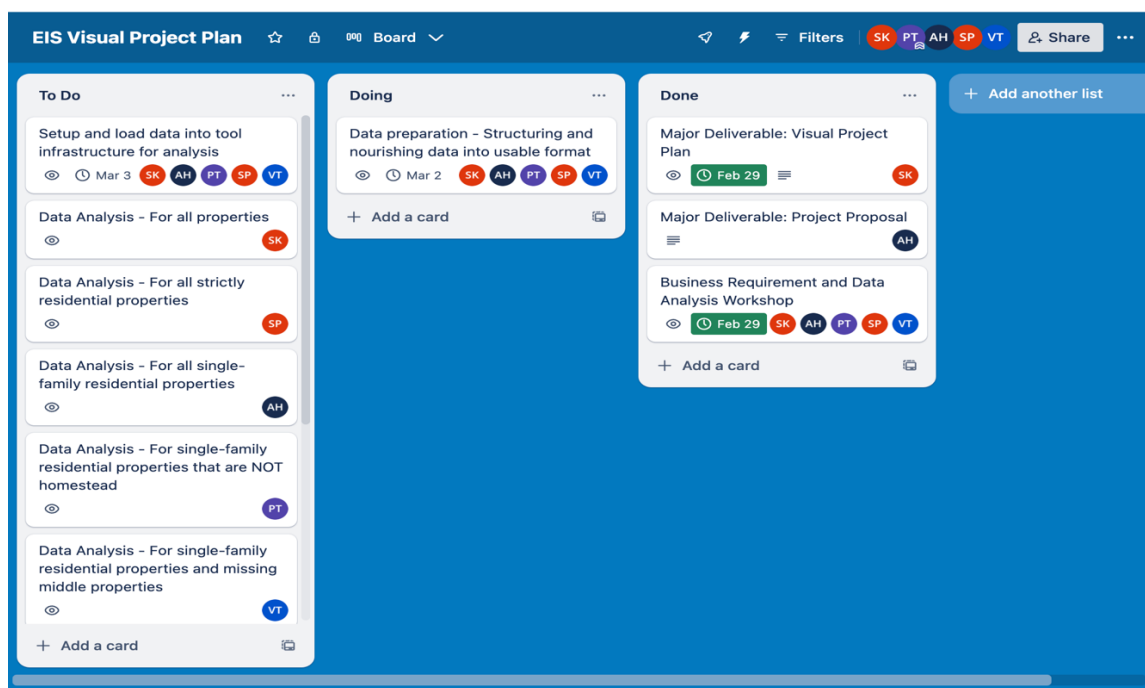 EIS Visual Project Plan
Board
Filters
SK PT AH SP VT
Share
To Do
Setup and load data into tool
infrastructure for analysis
Mar 3 SK AH PT SP VT
Data Analysis - For all properties
SK
Data Analysis - For all strictly
residential properties
SP
Data Analysis - For all single-
family residential properties
AH
Data Analysis - For single-family
residential properties that are NOT
homestead
PT
Data Analysis - For single-family
residential properties and missing
middle properties
VT
+ Add a card
Doing
Data preparation - Structuring and
nourishing data into usable format
Mar 2 SK AH PT SP VT
+ Add a card
Done
Major Deliverable: Visual Project
Plan
Feb 29 SK
Major Deliverable: Project Proposal
AH
Business Requirement and Data
Analysis Workshop
Feb 29 SK AH PT SP VT
+ Add a card
+ Add another list